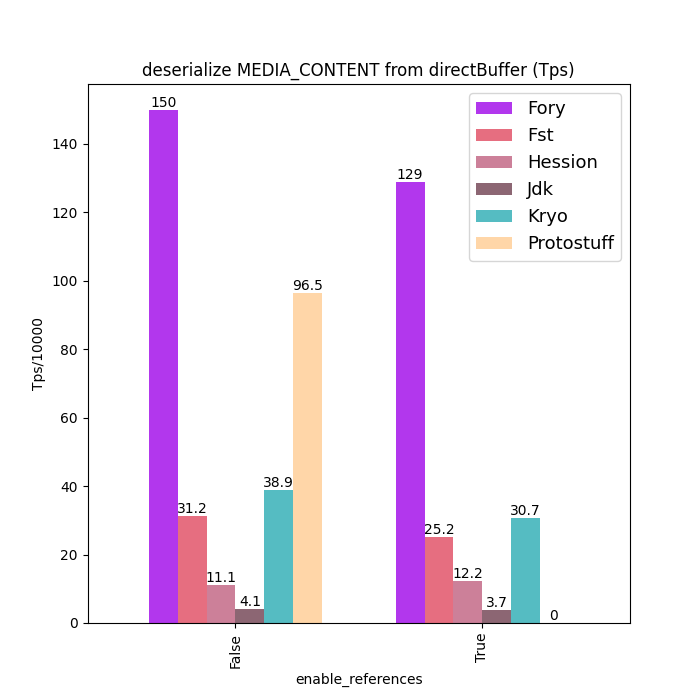 deserialize MEDIA_CONTENT from directBuffer (Tps)
Fory
Fst
Hession
Jdk
Kryo
Protostuff
Tps/10000
140
120
100
80
60
40
20
0
150
31.2
11.1
4.1
38.9
96.5
129
25.2
12.2
3.7
30.7
0
False
True
enable_references